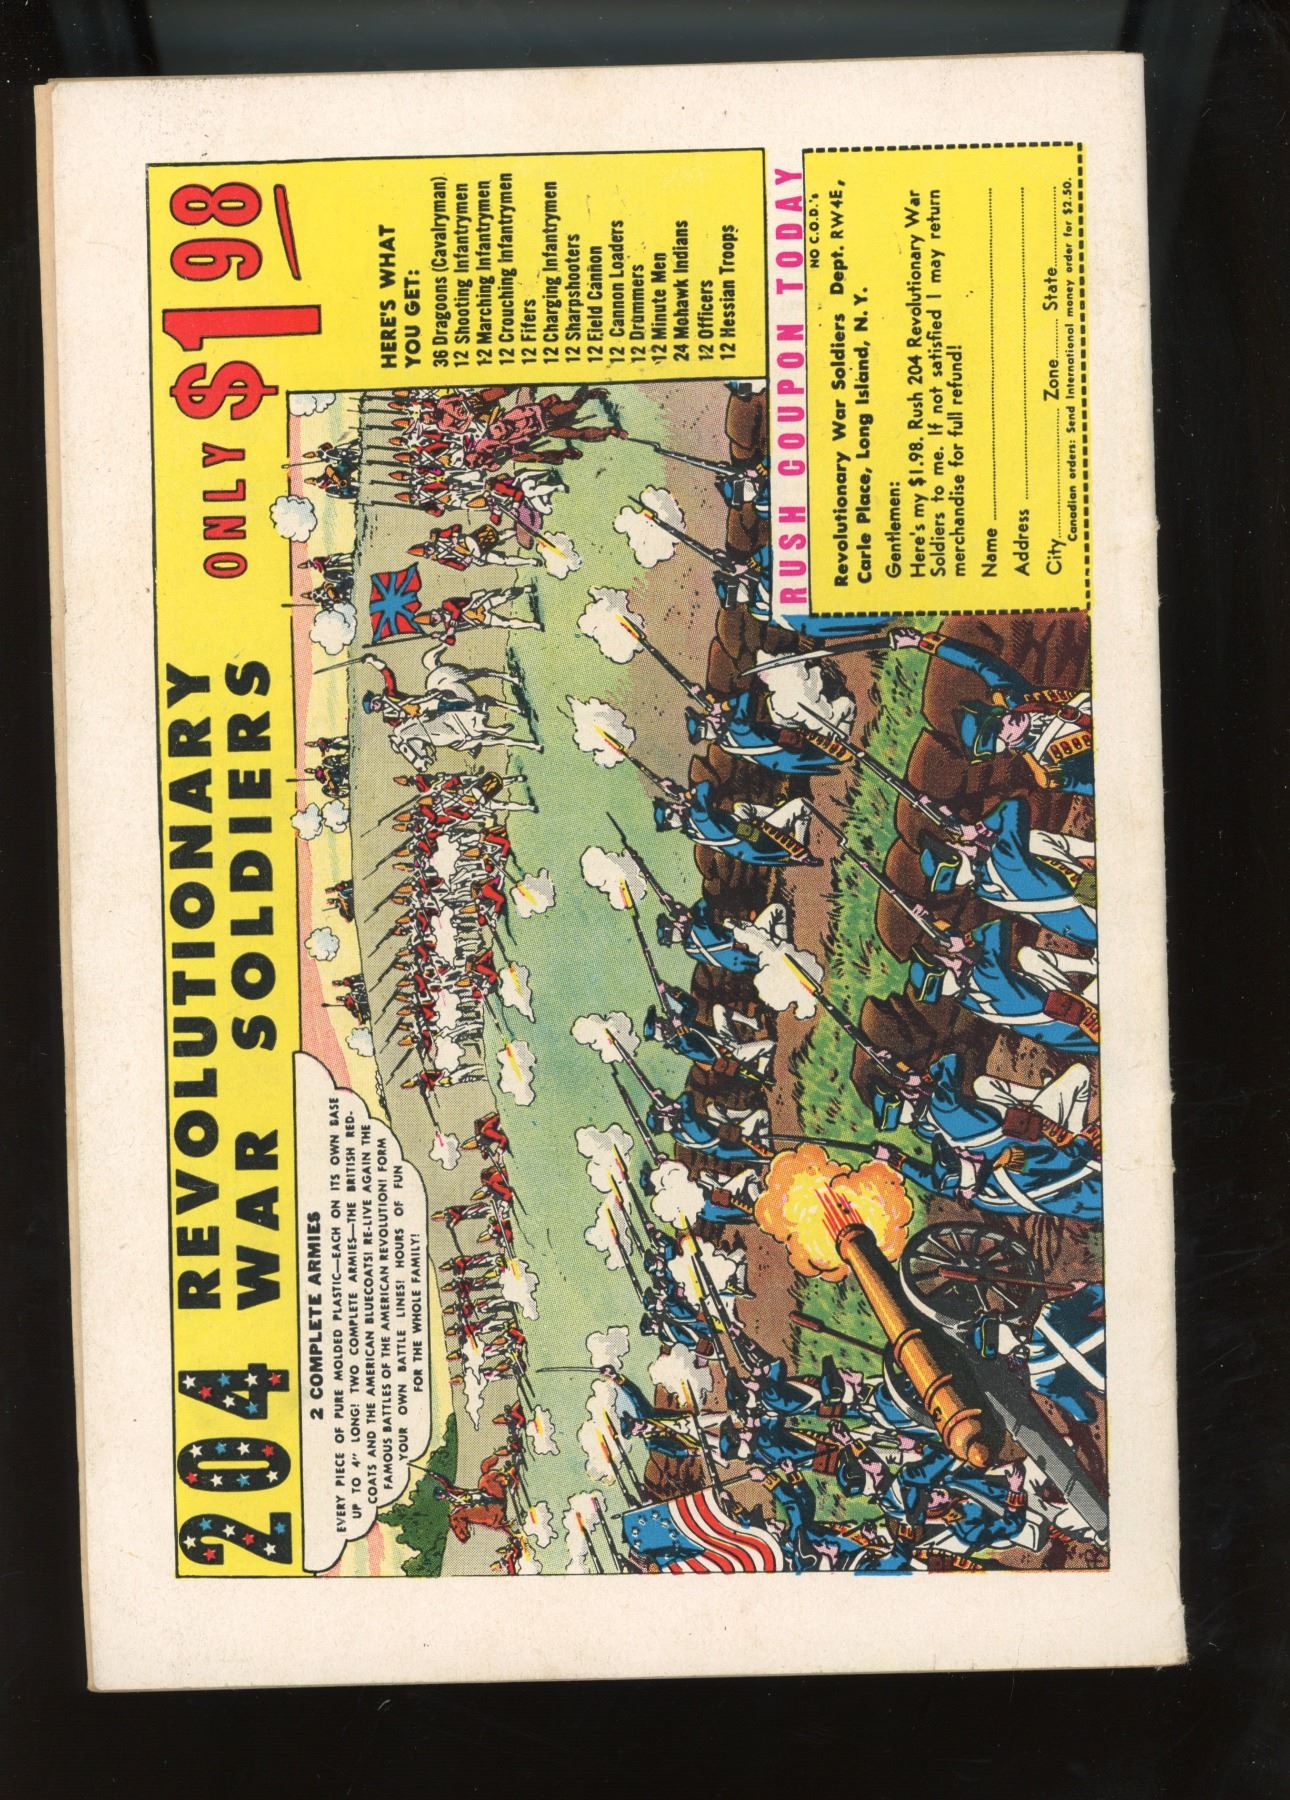 204 REVOLUTIONARY
WAR SOLDIERS
ONLY $198
2 COMPLETE ARMIES
EVERY PIECE OF PURE MOLDED PLASTIC—EACH ON ITS OWN BASE
UP TO 4" LONG! TWO COMPLETE ARMIES—THE BRITISH RED-
COATS AND THE AMERICAN BLUECOATS! RE-LIVE AGAIN THE
FAMOUS BATTLES OF THE AMERICAN REVOLUTION! FORM
YOUR OWN BATTLE LINES! HOURS OF FUN
FOR THE WHOLE FAMILY!
HERE'S WHAT
YOU GET:
36 Dragoons (Cavalryman)
12 Shooting Infantrymen
12 Marching Infantrymen
12 Crouching Infantrymen
12 Fifers
12 Charging Infantrymen
12 Sharpshooters
12 Field Cannon
12 Cannon Loaders
12 Drummers
12 Minute Men
24 Mohawk Indians
12 Officers
12 Hessian Troops
RUSH COUPON TODAY
NO C.O.D.'s
Revolutionary War Soldiers Dept. RW4E,
Carle Place, Long Island, N. Y.
Gentlemen:
Here's my $1.98. Rush 204 Revolutionary War
Soldiers to me. If not satisfied I may return
merchandise for full refund!
Name
Address
City Zone State
Canadian orders: Send International money order for $2.50.